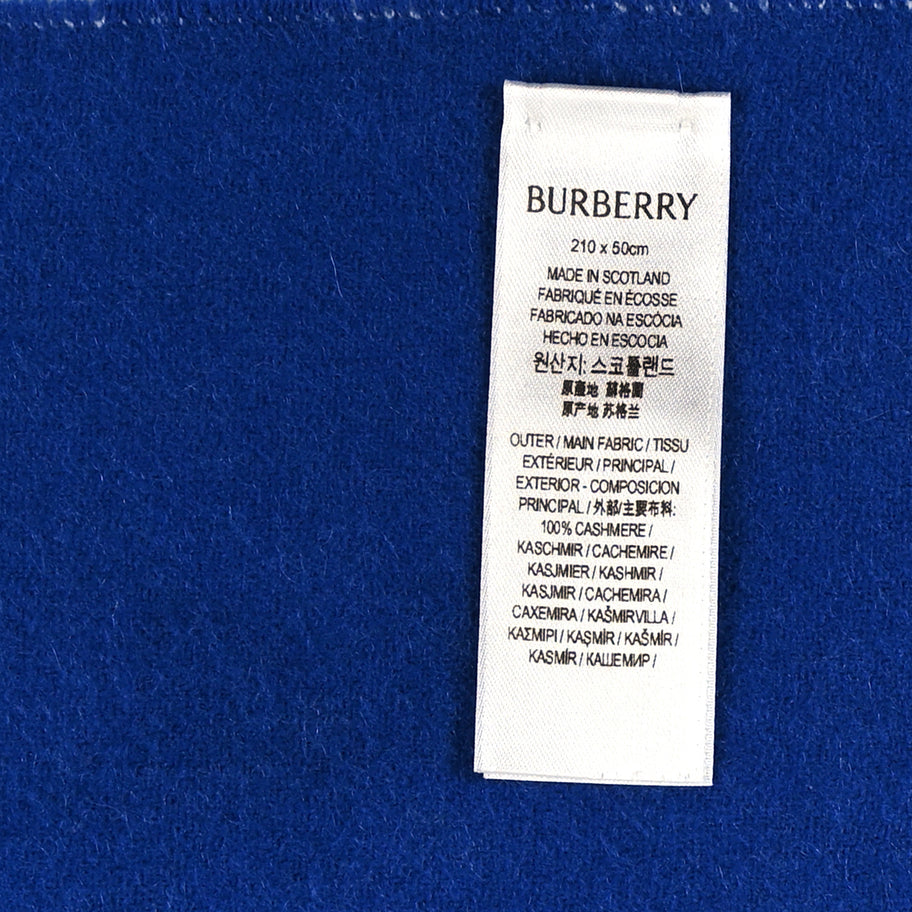 BURBERRY
210 x 50cm
MADE IN SCOTLAND
FABRIQUÉ EN ÉCOSSE
FABRICADO NA ESCÓCIA
HECHO EN ESCOCIA
원산지: 스코틀랜드
原產地 蘇格蘭
原产地 苏格兰
OUTER / MAIN FABRIC / TISSU
EXTÉRIEUR / PRINCIPAL /
EXTERIOR - COMPOSICION
PRINCIPAL / 外部/主要布料:
100% CASHMERE /
KASCHMIR / CACHEMIRE /
KASJMIER / KASHMIR /
KASJMIR / CACHEMIRA /
CAXEMIRA / KAŠMIRVILLA /
ΚΑΣΜΙΡΙ / KAŞMİR / KAŠMÍR /
KASMÍR / КАШЕМИР /